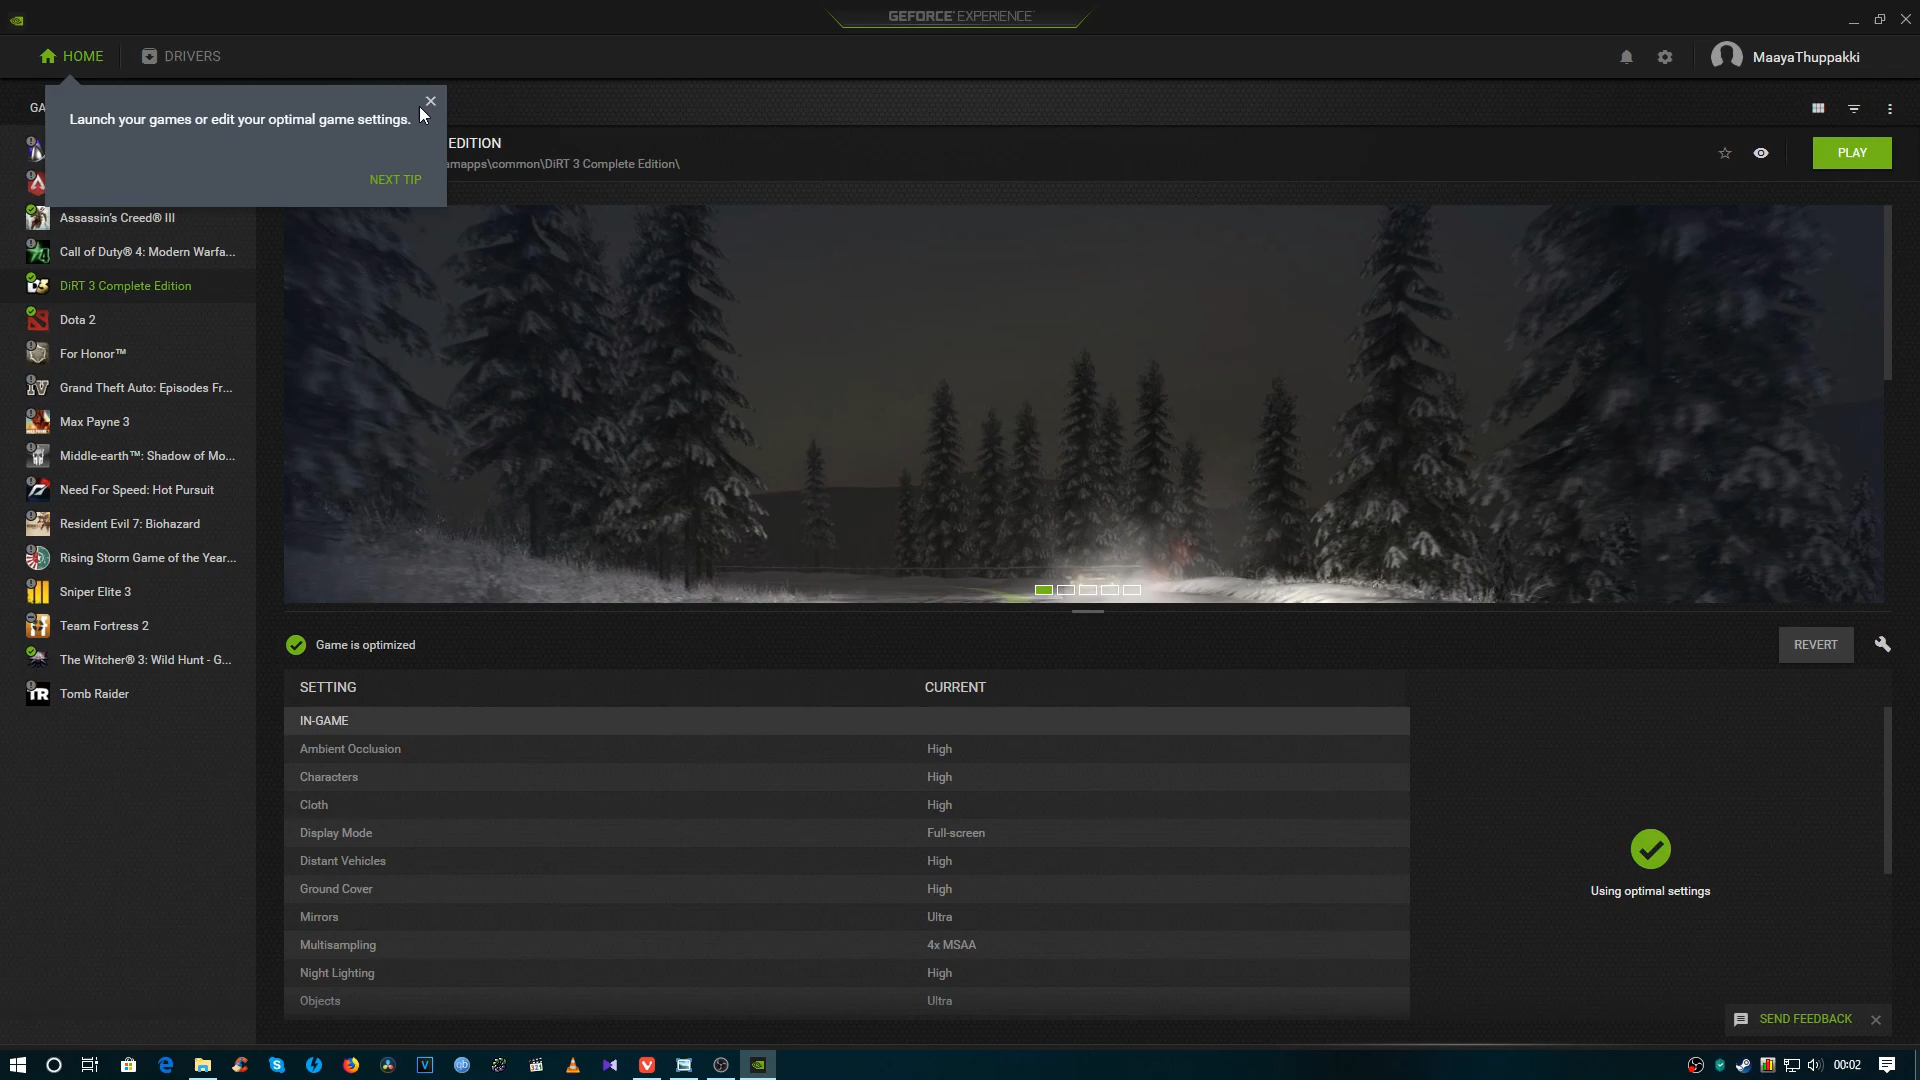 GEFORCE® EXPERIENCE™
HOME
DRIVERS
MaayaThuppakki
GA
Launch your games or edit your optimal game settings.
NEXT TIP
EDITION
amapps\common\DiRT 3 Complete Edition\
PLAY
Assassin's Creed® III
Call of Duty® 4: Modern Warfa...
DiRT 3 Complete Edition
Dota 2
For Honor™
Grand Theft Auto: Episodes Fr...
Max Payne 3
Middle-earth™: Shadow of Mo...
Need For Speed: Hot Pursuit
Resident Evil 7: Biohazard
Rising Storm Game of the Year...
Sniper Elite 3
Team Fortress 2
The Witcher® 3: Wild Hunt - G...
Tomb Raider
Game is optimized
REVERT
SETTING CURRENT
IN-GAME
Ambient Occlusion High
Characters High
Cloth High
Display Mode Full-screen
Distant Vehicles High
Ground Cover High
Mirrors Ultra
Multisampling 4x MSAA
Night Lighting High
Objects Ultra
Using optimal settings
SEND FEEDBACK
00:02